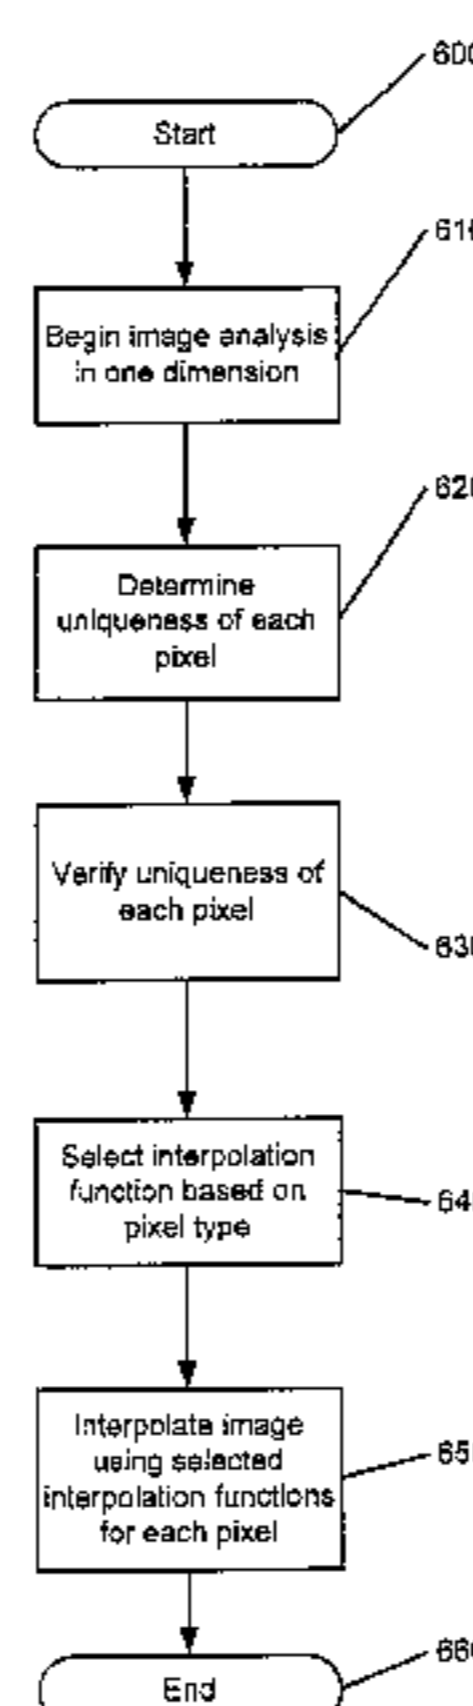 600
Start
Begin image analysis
in one dimension
Determine
uniqueness of each
pixel
Verify uniqueness of
each pixel
Select interpolation
function based on
pixel type
Interpolate image
using selected
interpolation functions
for each pixel
End